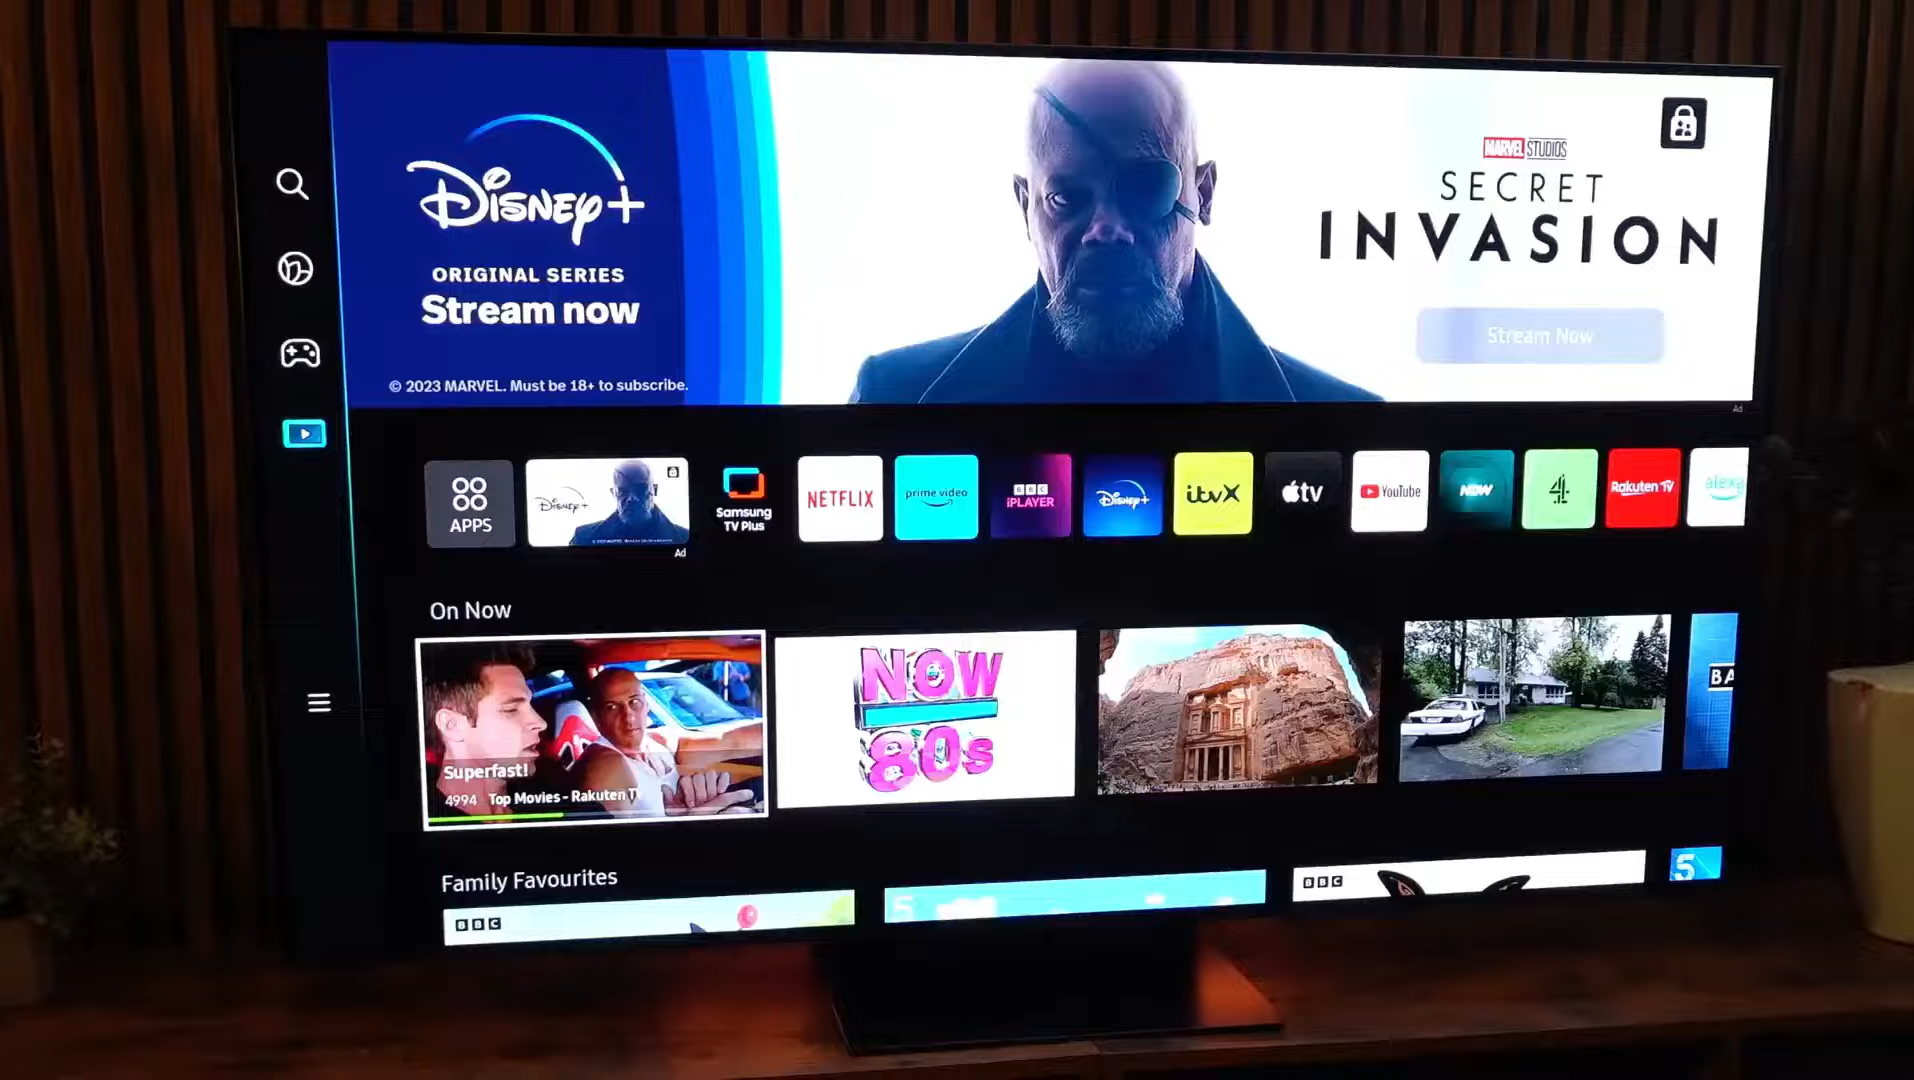 Disney+
ORIGINAL SERIES
Stream now
© 2023 MARVEL. Must be 18+ to subscribe.
MARVEL STUDIOS
SECRET
INVASION
Stream Now
Ad
APPS
Disney+
Ad
Samsung
TV Plus
NETFLIX
prime video
BBC
iPLAYER
Disney+
itvX
tv
YouTube
NOW
4
Rakuten TV
alexa
On Now
Superfast!
4994 Top Movies - Rakuten T
NOW
80s
BA
Family Favourites
BBC
5
BBC
5